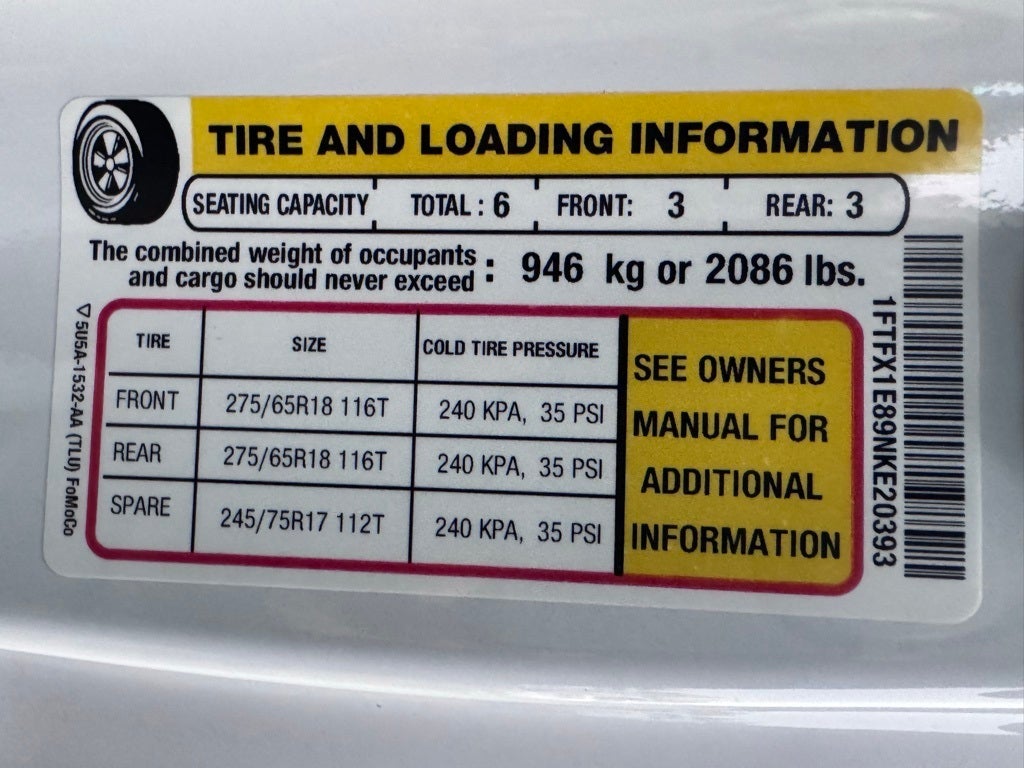 TIRE AND LOADING INFORMATION
SEATING CAPACITY TOTAL : 6 FRONT: 3 REAR: 3
The combined weight of occupants
and cargo should never exceed : 946 kg or 2086 lbs.
TIRE SIZE COLD TIRE PRESSURE
FRONT 275/65R18 116T 240 KPA, 35 PSI
REAR 275/65R18 116T 240 KPA, 35 PSI
SPARE 245/75R17 112T 240 KPA, 35 PSI
SEE OWNERS
MANUAL FOR
ADDITIONAL
INFORMATION
1FTFX1E89NKE20393
5U5A-1532-AA (TLU) FoMoCo